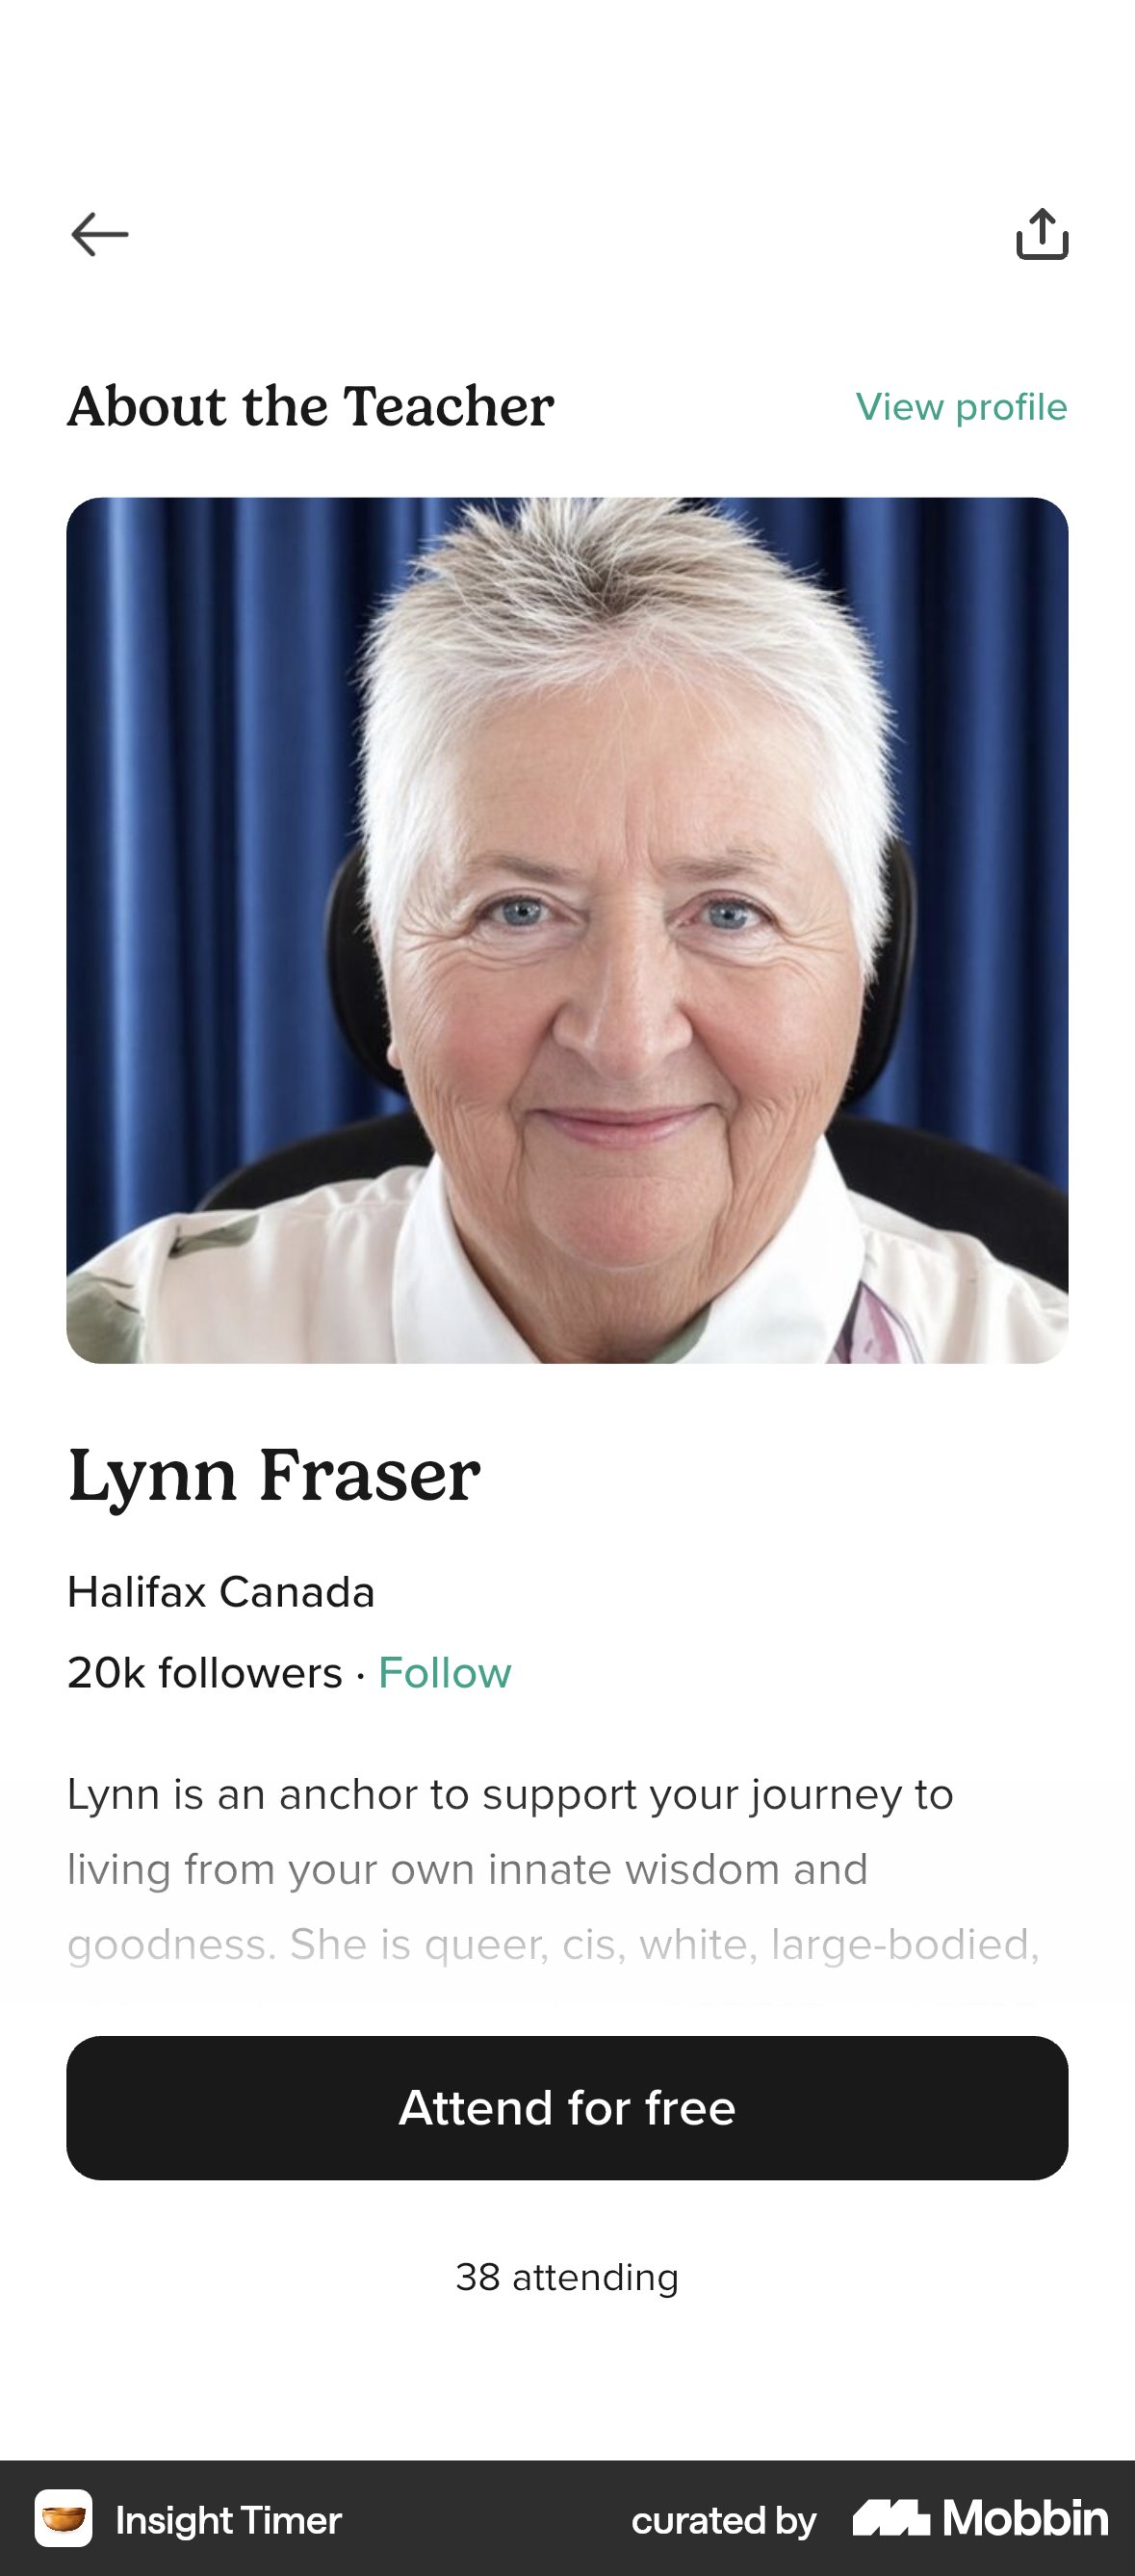 About the Teacher
View profile
Lynn Fraser
Halifax Canada
20k followers · Follow
Lynn is an anchor to support your journey to
living from your own innate wisdom and
goodness. She is queer, cis, white, large-bodied,
Attend for free
38 attending
Insight Timer
curated by
Mobbin